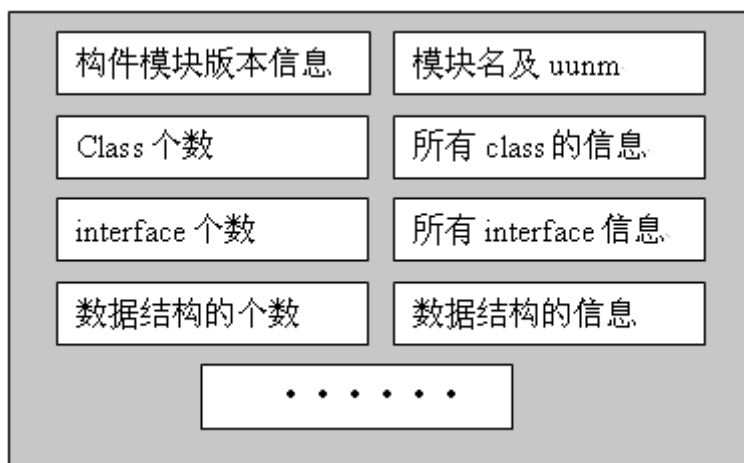 构件模块版本信息
模块名及 uunm
Class 个数
所有 class 的信息
interface 个数
所有 interface 信息
数据结构的个数
数据结构的信息
······